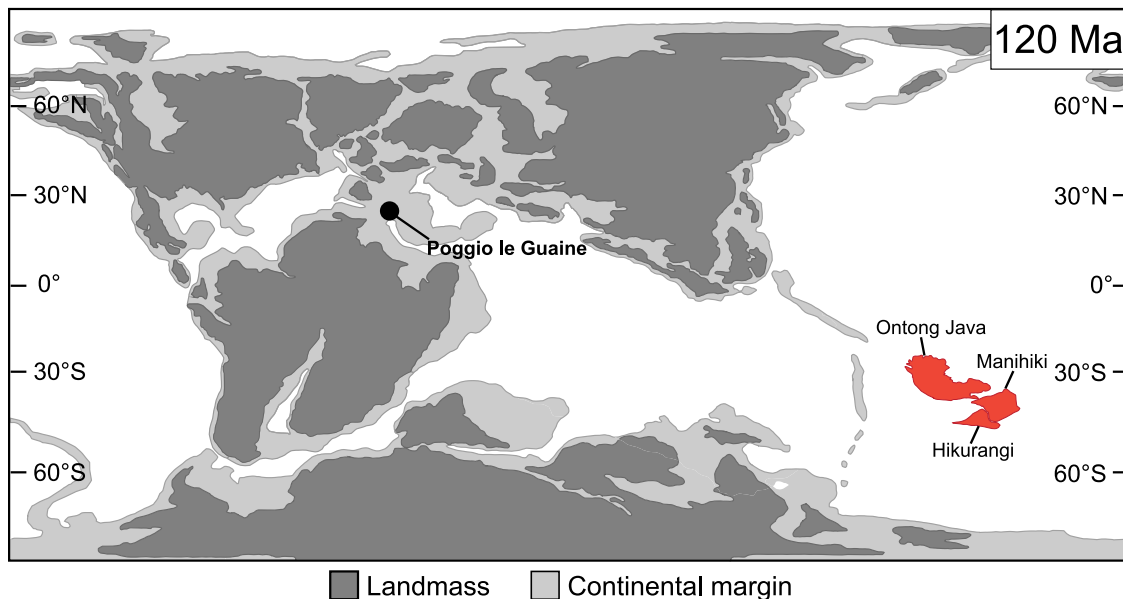 120 Ma
60°N
60°N
30°N
30°N
Poggio le Guaine
0°
0°
Ontong Java
Manihiki
30°S
30°S
Hikurangi
60°S
60°S
Landmass
Continental margin